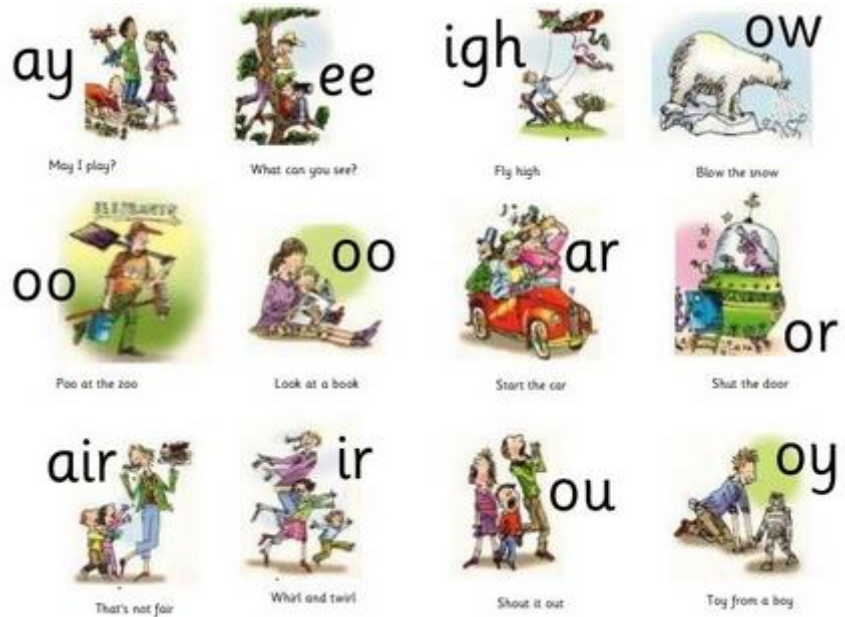 ay
ee
igh
ow
May I play?
What can you see?
Fly high
Blow the snow
ELEPHANTS
oo
oo
ar
or
Poo at the zoo
Look at a book
Start the car
Shut the door
air
ir
ou
oy
That's not fair
Whirl and twirl
Shout it out
Toy from a boy